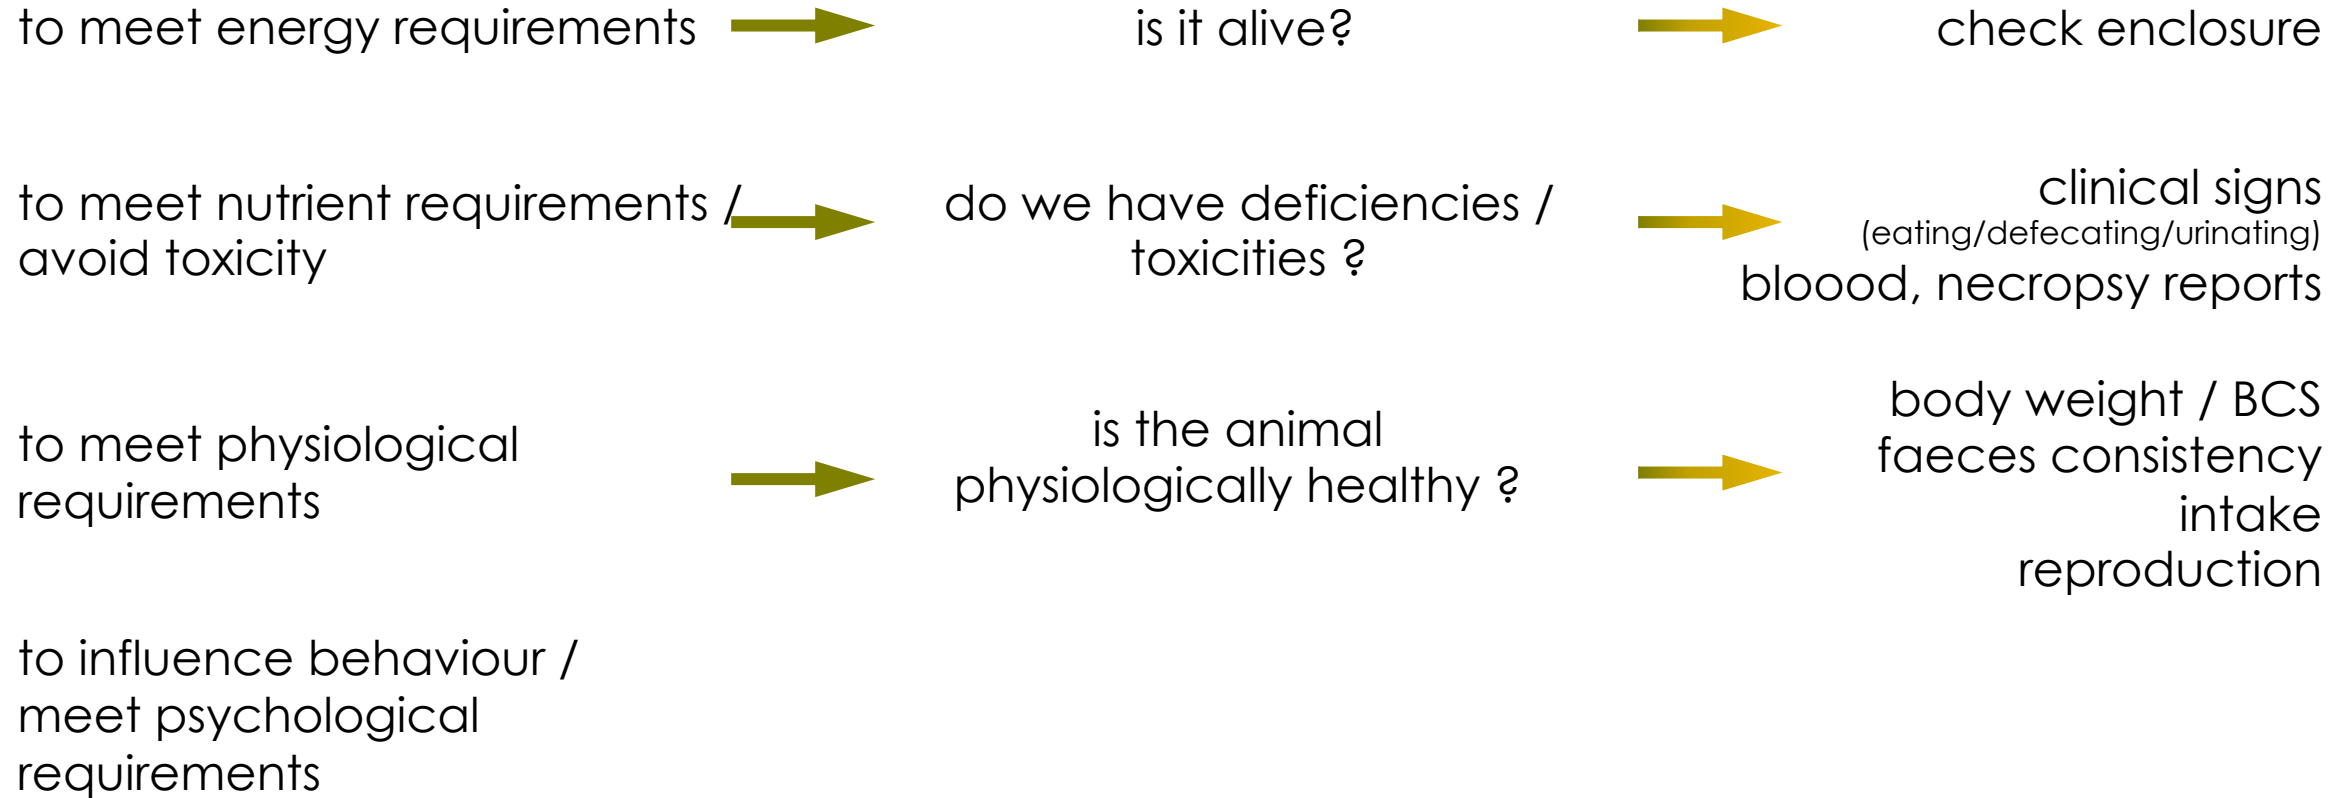 to meet energy requirements
is it alive?
check enclosure
to meet nutrient requirements /
avoid toxicity
do we have deficiencies /
toxicities ?
clinical signs
(eating/defecating/urinating)
bloood, necropsy reports
to meet physiological
requirements
is the animal
physiologically healthy ?
body weight / BCS
faeces consistency
intake
reproduction
to influence behaviour /
meet psychological
requirements